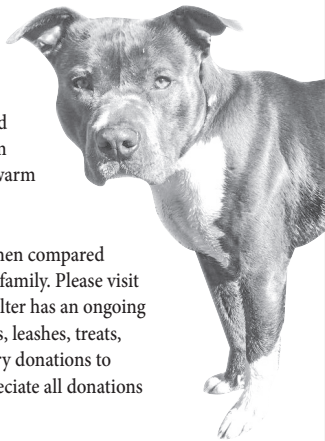 d
n
warm
hen compared
family. Please visit
lter has an ongoing
s, leashes, treats,
ry donations to
eciate all donations